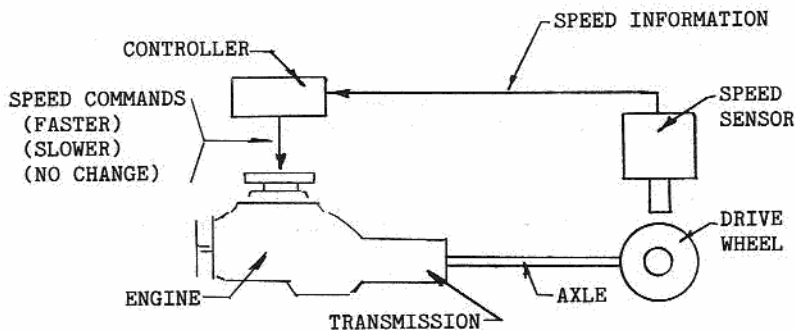 SPEED INFORMATION
CONTROLLER
SPEED COMMANDS
(FASTER)
(SLOWER)
(NO CHANGE)
SPEED
SENSOR
DRIVE
WHEEL
ENGINE
AXLE
TRANSMISSION